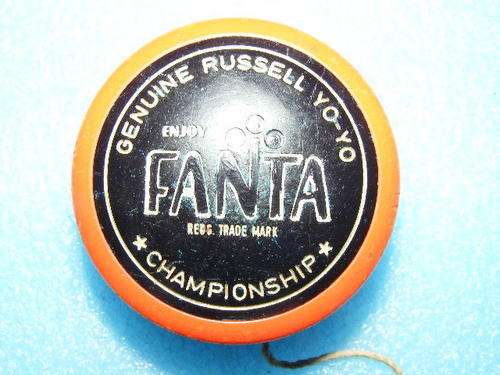 GENUINE RUSSELL YO-YO
ENJOY
FANTA
REGD. TRADE MARK
★ CHAMPIONSHIP ★